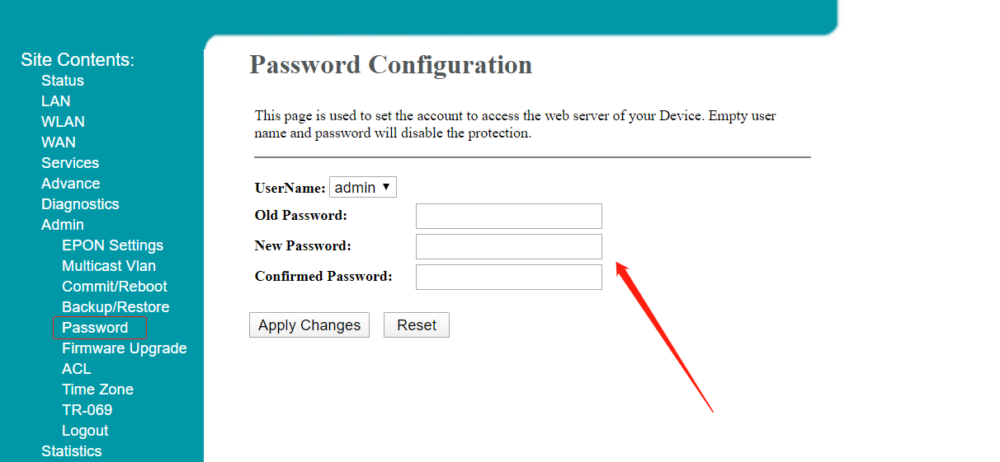 Site Contents:
Status
LAN
WLAN
WAN
Services
Advance
Diagnostics
Admin
EPON Settings
Multicast Vlan
Commit/Reboot
Backup/Restore
Password
Firmware Upgrade
ACL
Time Zone
TR-069
Logout
Statistics
Password Configuration
This page is used to set the account to access the web server of your Device. Empty user
name and password will disable the protection.
UserName: admin
Old Password:
New Password:
Confirmed Password:
Apply Changes Reset